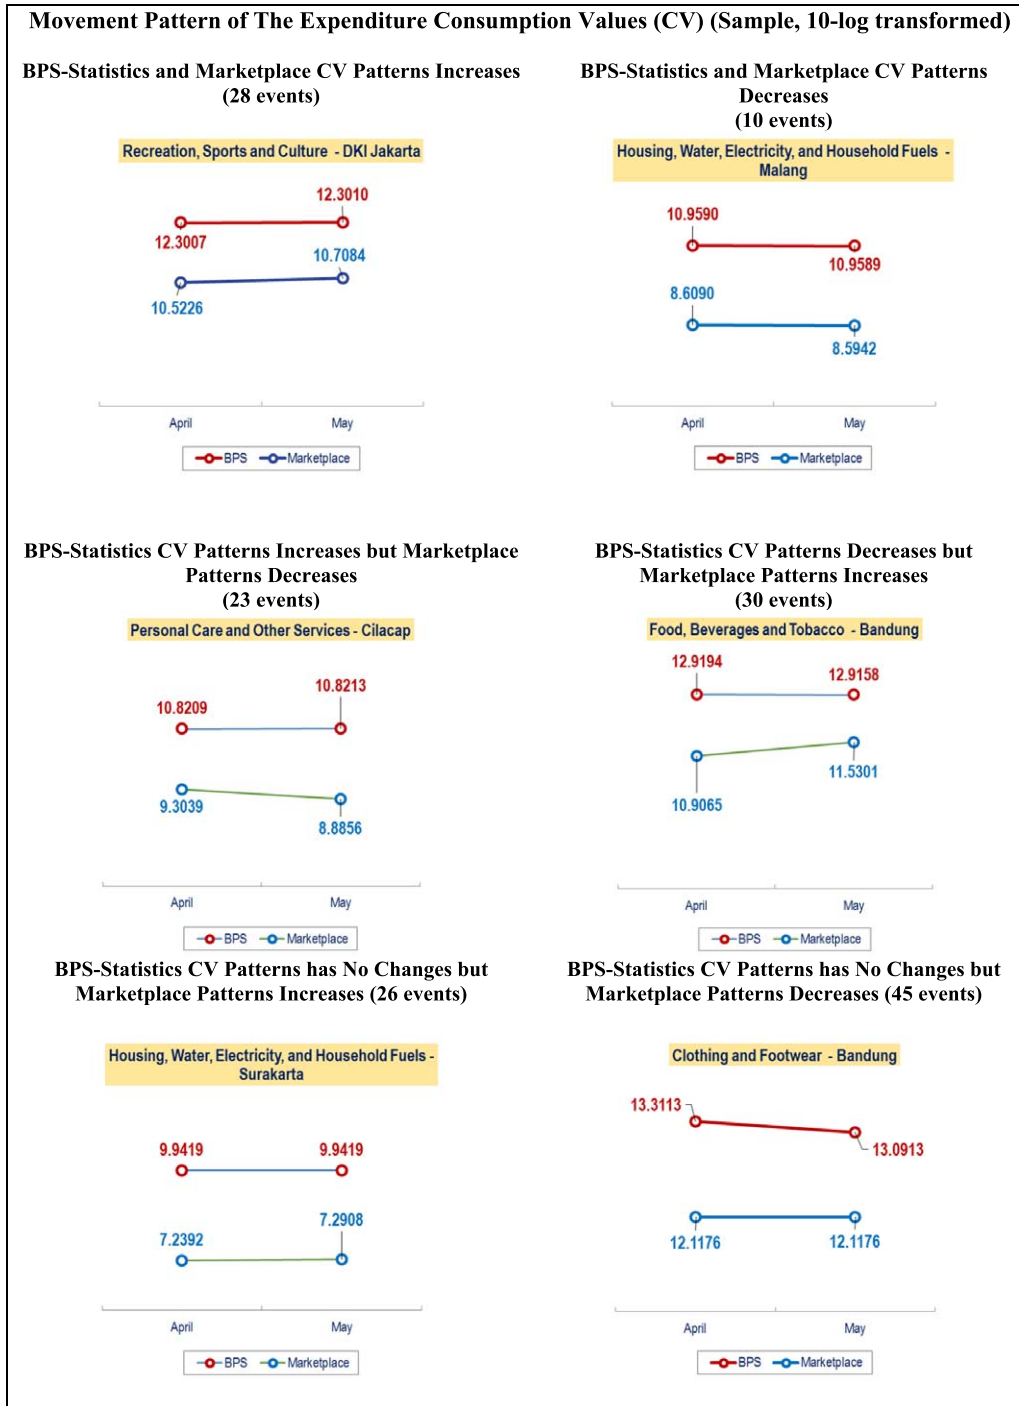 Movement Pattern of The Expenditure Consumption Values (CV) (Sample, 10-log transformed)
BPS-Statistics and Marketplace CV Patterns Increases
(28 events)
Recreation, Sports and Culture - DKI Jakarta
12.3010
12.3007
10.7084
10.5226
April
May
BPS
Marketplace
BPS-Statistics and Marketplace CV Patterns
Decreases
(10 events)
Housing, Water, Electricity, and Household Fuels -
Malang
10.9590
10.9589
8.6090
8.5942
April
May
BPS
Marketplace
BPS-Statistics CV Patterns Increases but Marketplace
Patterns Decreases
(23 events)
Personal Care and Other Services - Cilacap
10.8213
10.8209
9.3039
8.8856
April
May
BPS
Marketplace
BPS-Statistics CV Patterns Decreases but
Marketplace Patterns Increases
(30 events)
Food, Beverages and Tobacco - Bandung
12.9194
12.9158
11.5301
10.9065
April
May
BPS
Marketplace
BPS-Statistics CV Patterns has No Changes but
Marketplace Patterns Increases (26 events)
Housing, Water, Electricity, and Household Fuels -
Surakarta
9.9419
9.9419
7.2908
7.2392
April
May
BPS
Marketplace
BPS-Statistics CV Patterns has No Changes but
Marketplace Patterns Decreases (45 events)
Clothing and Footwear - Bandung
13.3113
13.0913
12.1176
12.1176
April
May
BPS
Marketplace